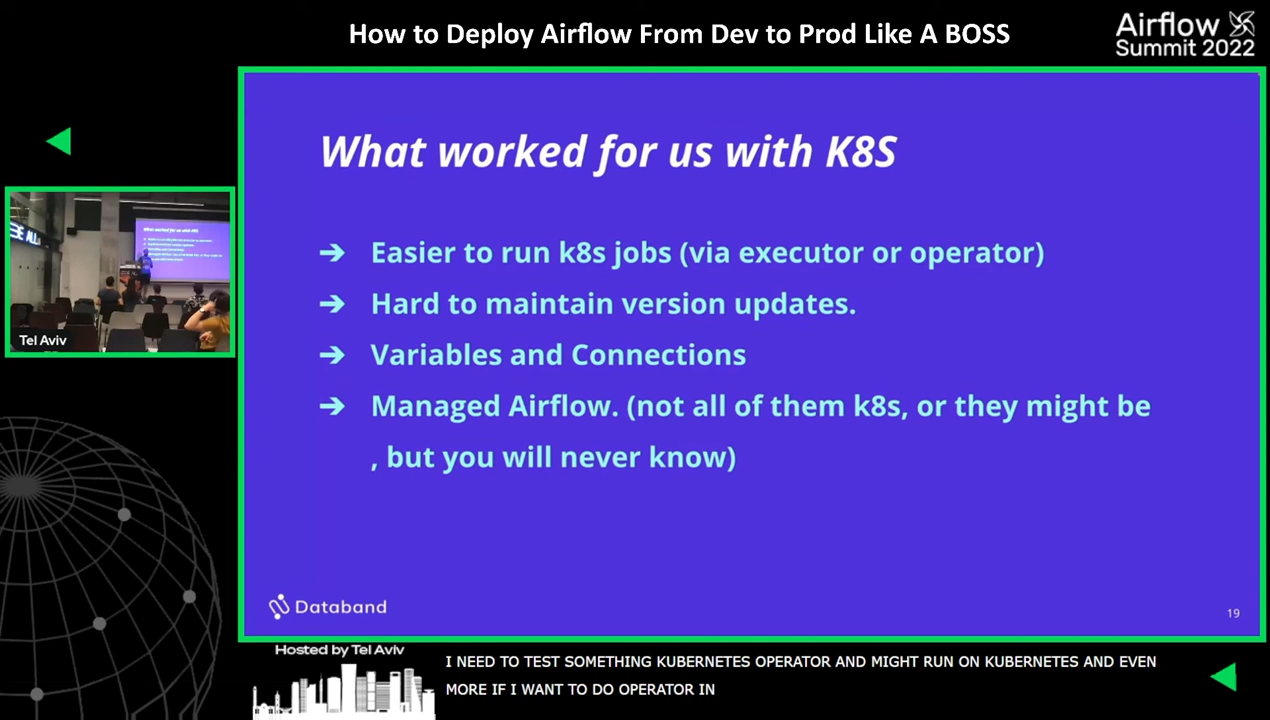 How to Deploy Airflow From Dev to Prod Like A BOSS
Airflow
Summit 2022
What worked for us with K8S
➔ Easier to run k8s jobs (via executor or operator)
➔ Hard to maintain version updates.
➔ Variables and Connections
➔ Managed Airflow. (not all of them k8s, or they might be
, but you will never know)
Tel Aviv
Databand
19
Hosted by Tel Aviv
I NEED TO TEST SOMETHING KUBERNETES OPERATOR AND MIGHT RUN ON KUBERNETES AND EVEN
MORE IF I WANT TO DO OPERATOR IN